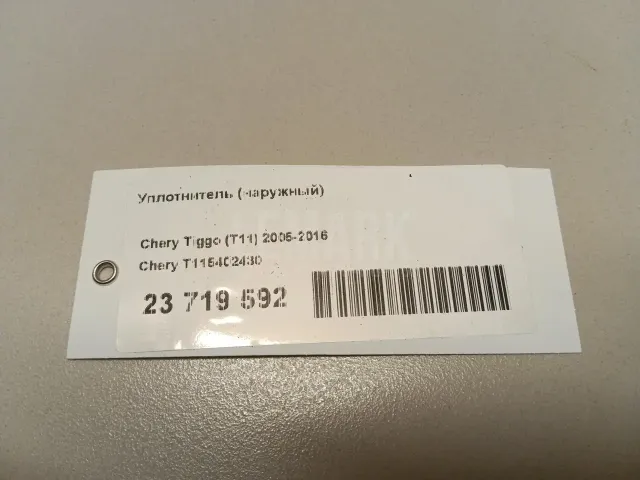 Уплотнитель (наружный)
Chery Tiggo (T11) 2005-2016
Chery T115402430
23 719 592